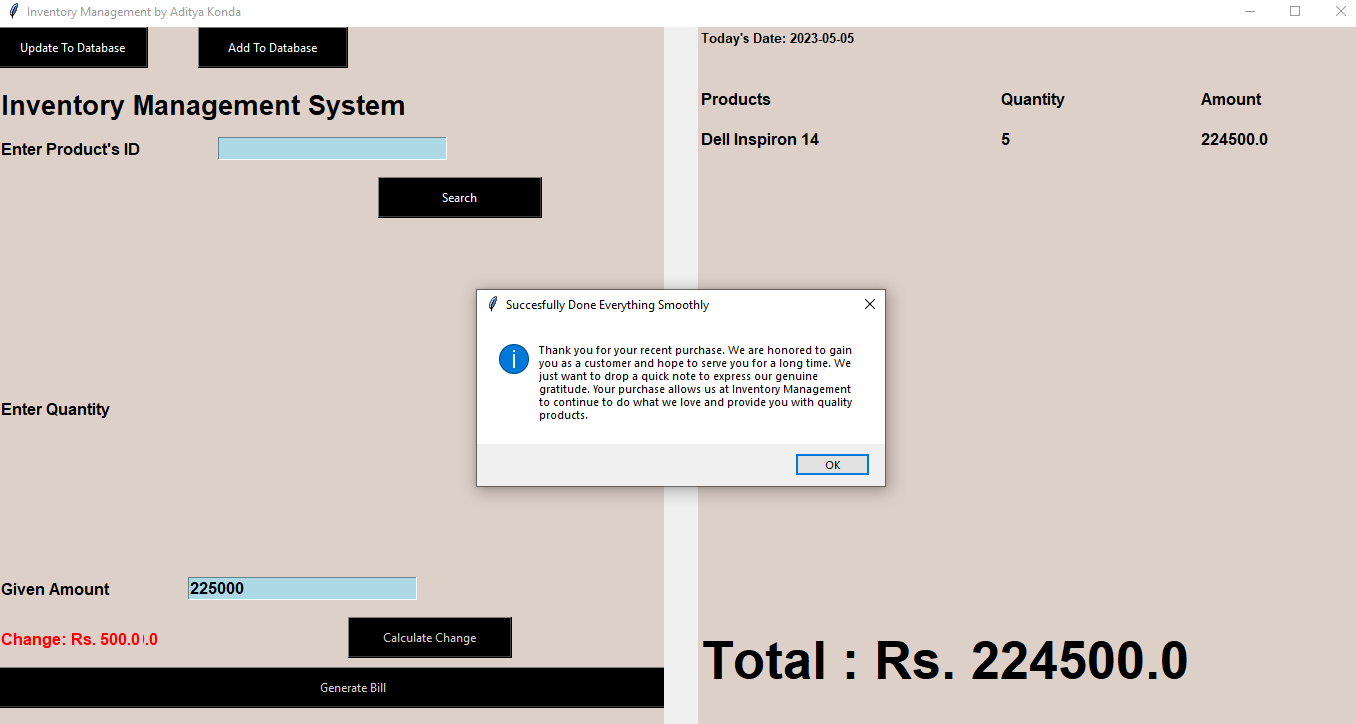 Inventory Management by Aditya Konda
Update To Database
Add To Database
Inventory Management System
Enter Product's ID
Search
Enter Quantity
Given Amount
225000
Change: Rs. 500.0
.0
Calculate Change
Generate Bill
Today's Date: 2023-05-05
Products Quantity Amount
Dell Inspiron 14 5 224500.0
Total : Rs. 224500.0
Succesfully Done Everything Smoothly
Thank you for your recent purchase. We are honored to gain
you as a customer and hope to serve you for a long time. We
just want to drop a quick note to express our genuine
gratitude. Your purchase allows us at Inventory Management
to continue to do what we love and provide you with quality
products.
OK